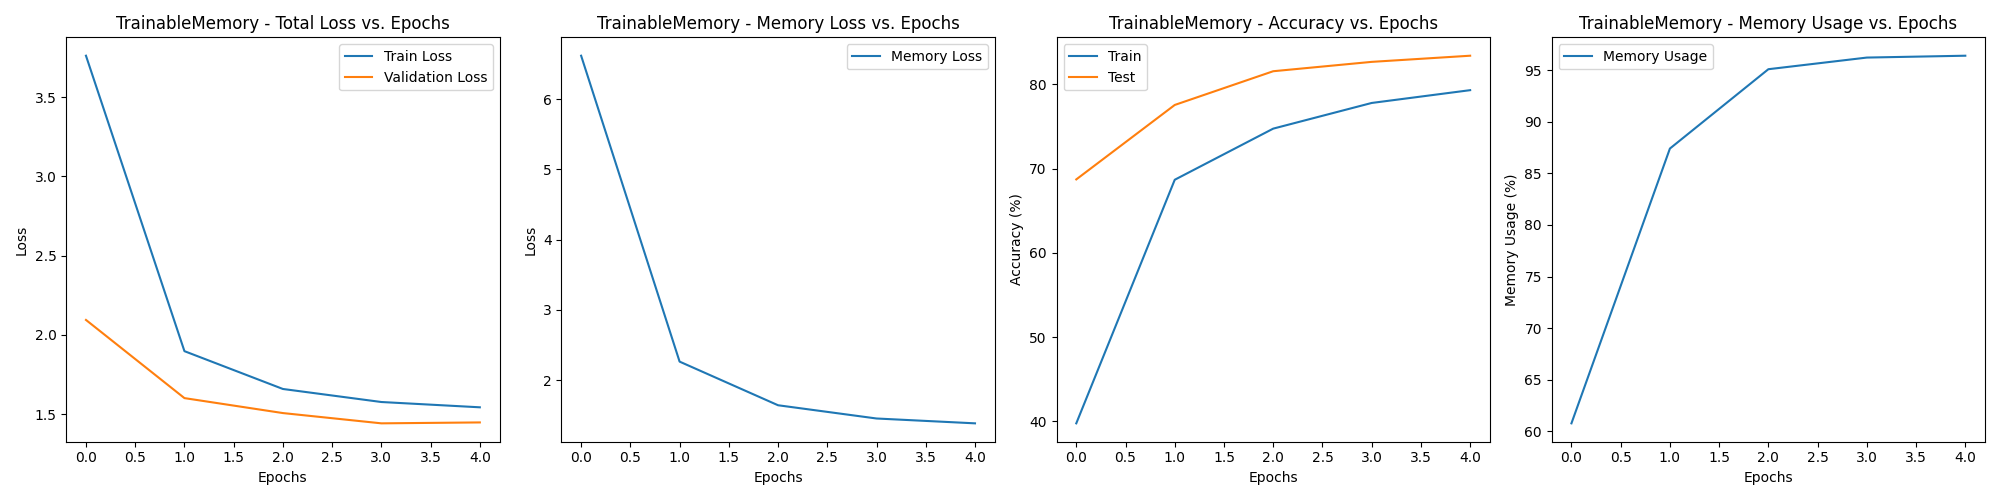 TrainableMemory - Total Loss vs. Epochs
Train Loss
Validation Loss
3.5
3.0
2.5
2.0
1.5
Loss
0.0 0.5 1.0 1.5 2.0 2.5 3.0 3.5 4.0
Epochs
TrainableMemory - Memory Loss vs. Epochs
Memory Loss
6
5
4
3
2
Loss
0.0 0.5 1.0 1.5 2.0 2.5 3.0 3.5 4.0
Epochs
TrainableMemory - Accuracy vs. Epochs
Train
Test
80
70
60
50
40
Accuracy (%)
0.0 0.5 1.0 1.5 2.0 2.5 3.0 3.5 4.0
Epochs
TrainableMemory - Memory Usage vs. Epochs
Memory Usage
95
90
85
80
75
70
65
60
Memory Usage (%)
0.0 0.5 1.0 1.5 2.0 2.5 3.0 3.5 4.0
Epochs